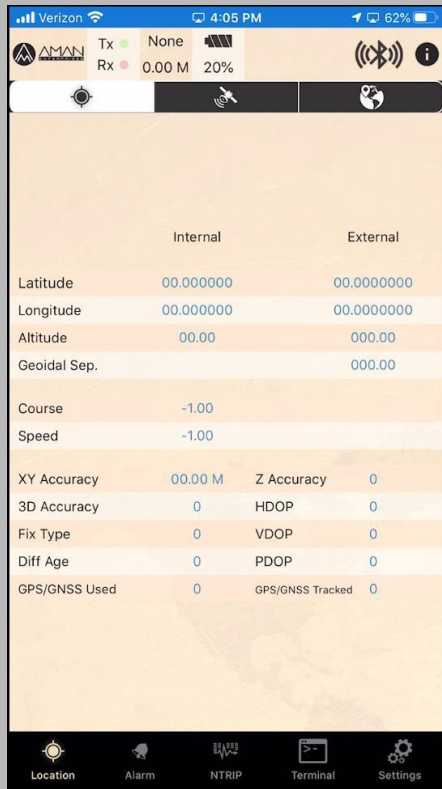 Verizon 4:05 PM 62%
AMAN Tx None
ENTERPRISES Rx 0.00 M 20%
Internal External
Latitude 00.000000 00.0000000
Longitude 00.000000 00.0000000
Altitude 00.00 000.00
Geoidal Sep. 000.00
Course -1.00
Speed -1.00
XY Accuracy 00.00 M Z Accuracy 0
3D Accuracy 0 HDOP 0
Fix Type 0 VDOP 0
Diff Age 0 PDOP 0
GPS/GNSS Used 0 GPS/GNSS Tracked 0
Location Alarm NTRIP Terminal Settings